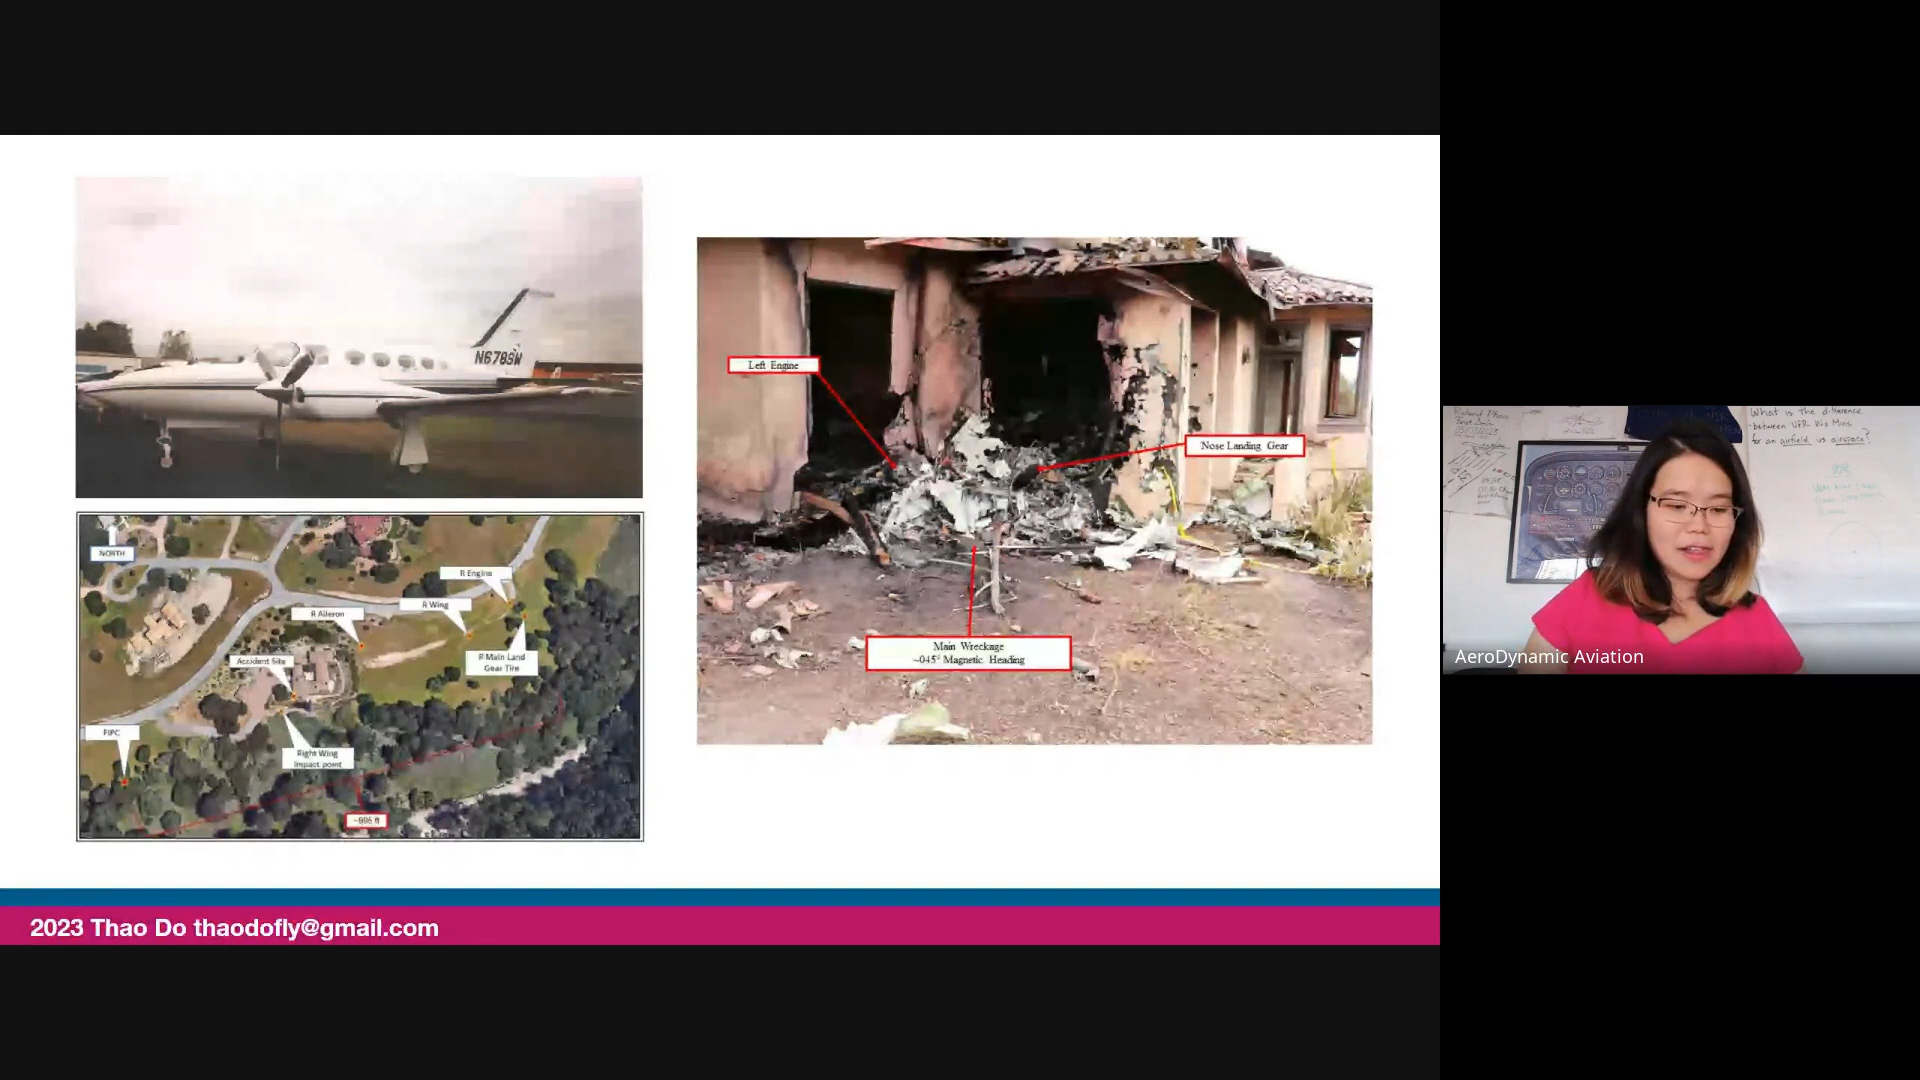 N678SW
NORTH
R Engine
R Wing
R Aileron
R Main Land
Gear Tire
Accident Site
FIPC
Right Wing
Impact point
Left Engine
Nose Landing Gear
Main Wreckage
~045° Magnetic Heading
2023 Thao Do thaodofly@gmail.com
What is the difference
between VFR Wx Mins
for an airfield vs airspace?
AeroDynamic Aviation